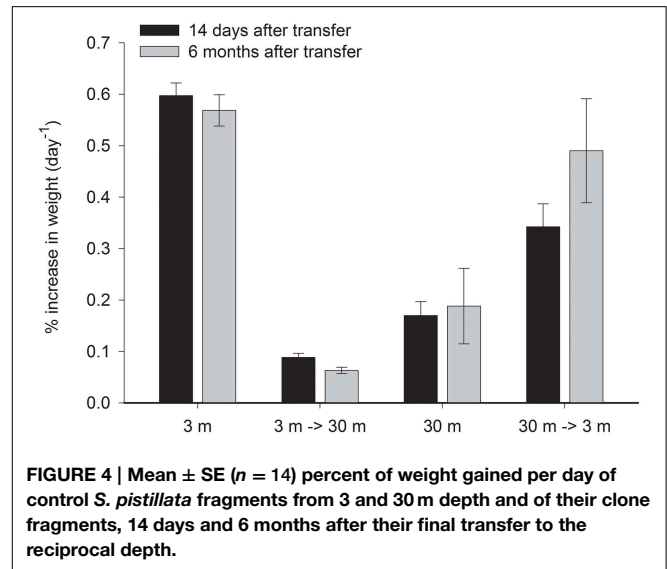 14 days after transfer
6 months after transfer
% increase in weight (day-1)
0.7
0.6
0.5
0.4
0.3
0.2
0.1
0.0
3 m
3 m -> 30 m
30 m
30 m -> 3 m
FIGURE 4 | Mean ± SE (n = 14) percent of weight gained per day of
control S. pistillata fragments from 3 and 30 m depth and of their clone
fragments, 14 days and 6 months after their final transfer to the
reciprocal depth.